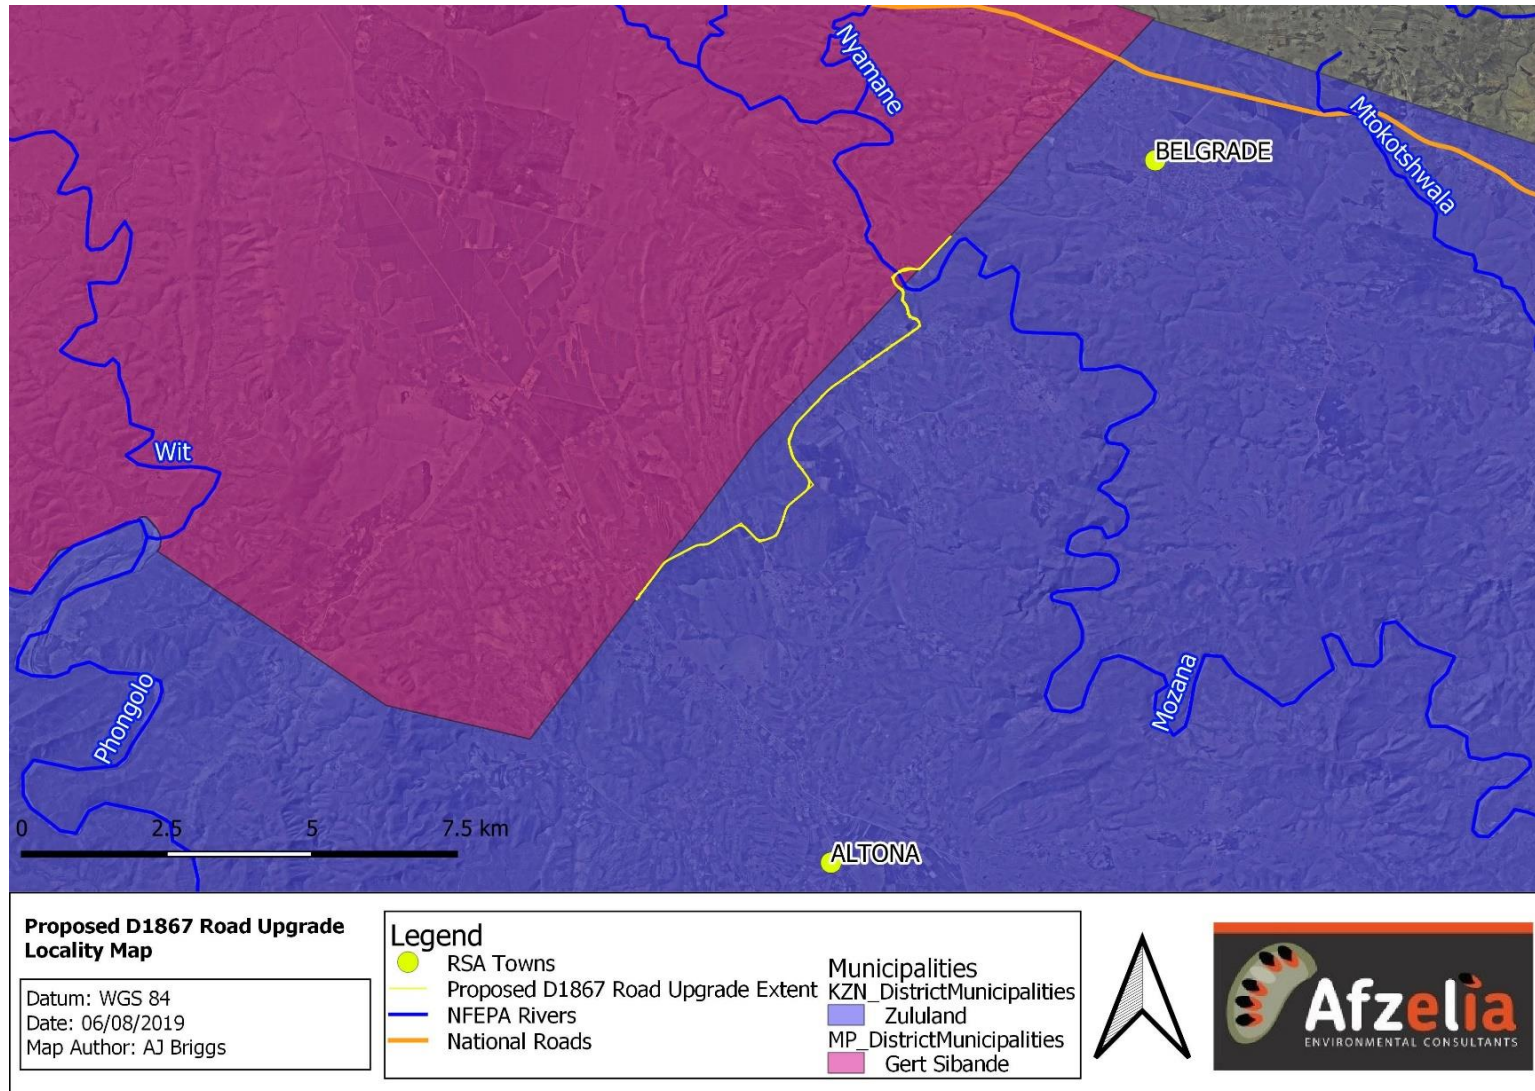 Nyamane
Mtokotshwala
BELGRADE
Wit
Phongolo
Mozana
ALTONA
0 2.5 5 7.5 km
Proposed D1867 Road Upgrade
Locality Map
Datum: WGS 84
Date: 06/08/2019
Map Author: AJ Briggs
Legend
RSA Towns
Proposed D1867 Road Upgrade Extent
NFEPA Rivers
National Roads
Municipalities
KZN_DistrictMunicipalities
Zululand
MP_DistrictMunicipalities
Gert Sibande
Afzelia
ENVIRONMENTAL CONSULTANTS